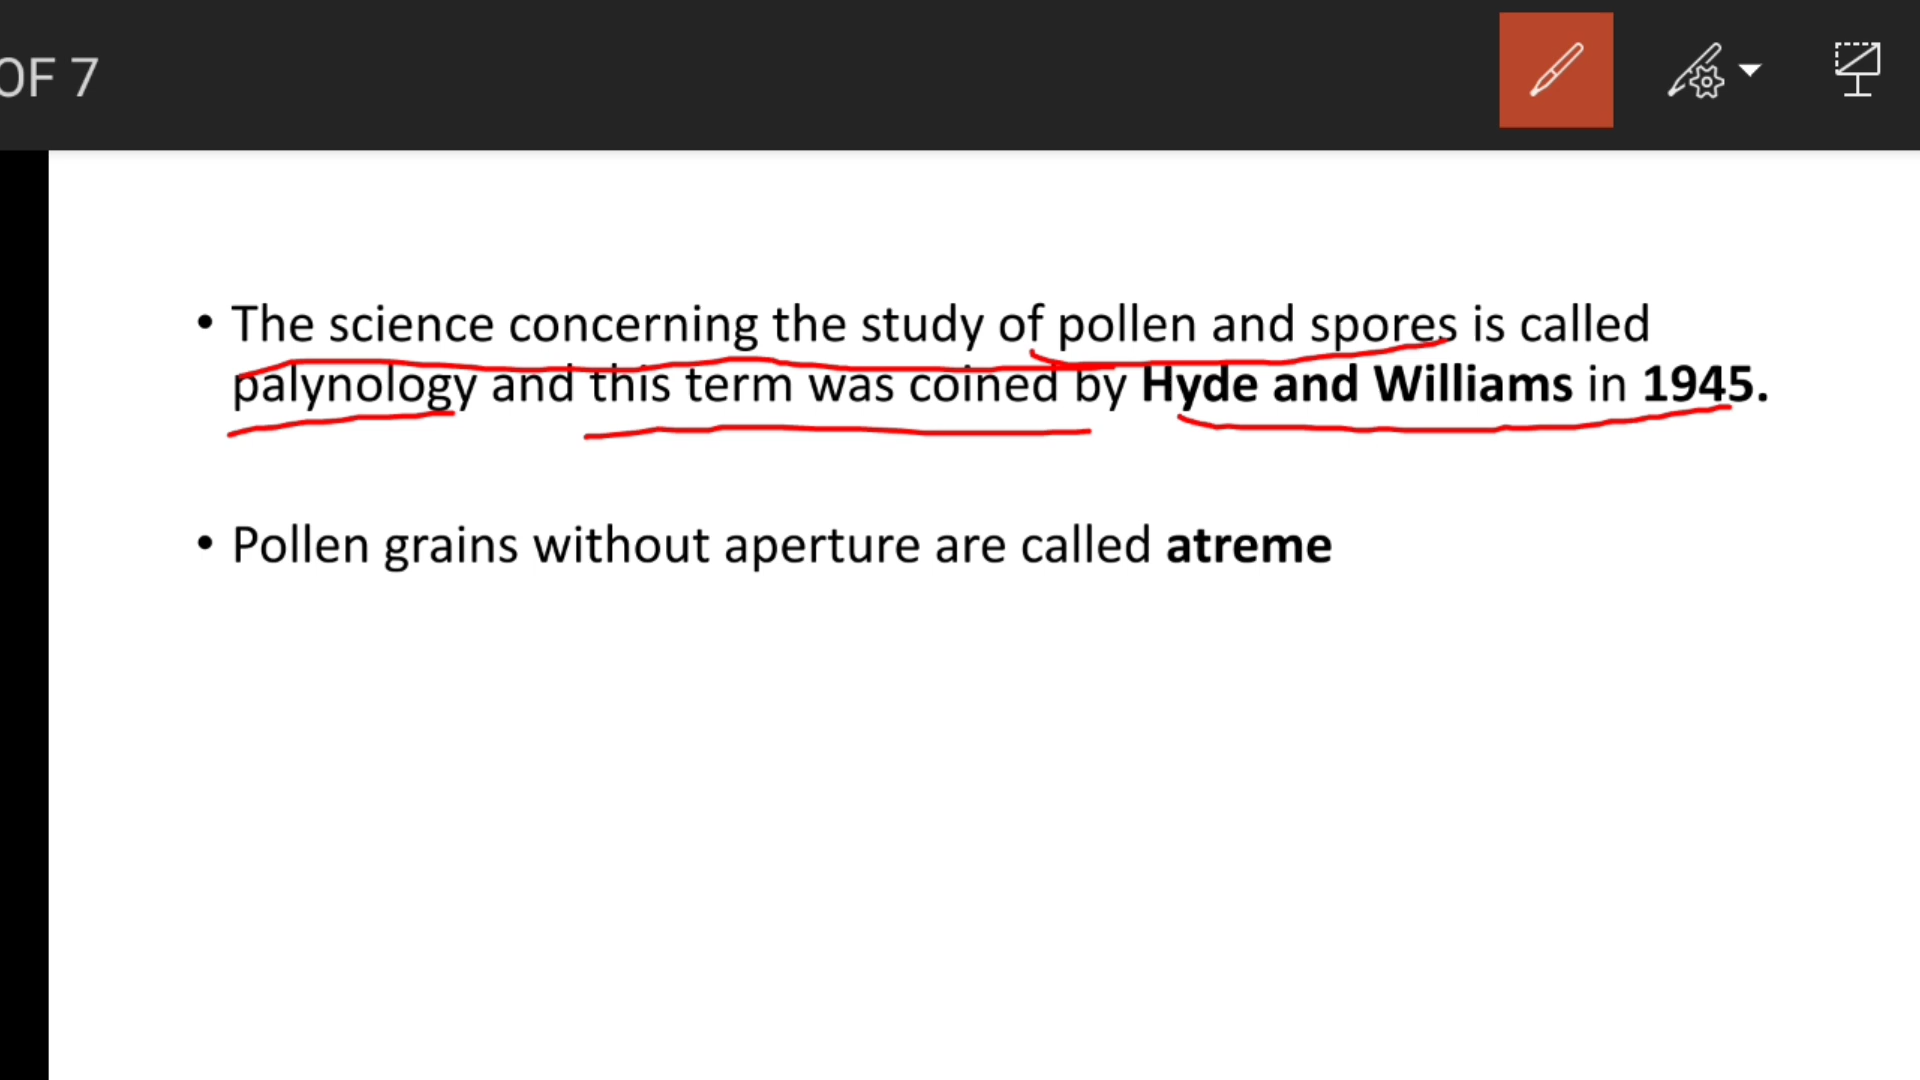 OF 7
• The science concerning the study of pollen and spores is called
palynology and this term was coined by Hyde and Williams in 1945.
• Pollen grains without aperture are called atreme